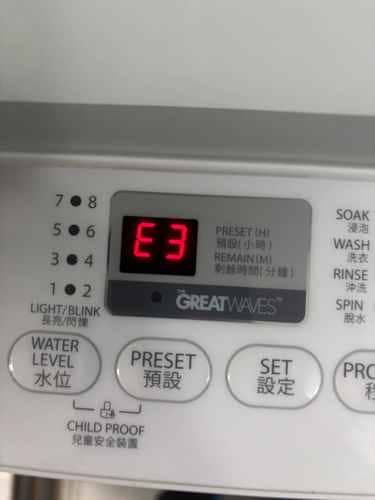 7 ● 8
5 ● 6
3 ● 4
1 ● 2
LIGHT/BLINK
長亮/閃爍
E3
PRESET (H)
預設(小時)
REMAIN (M)
剩餘時間(分鐘)
THE
GREATWAVES™
SOAK
浸泡
WASH
洗衣
RINSE
沖洗
SPIN
脫水
WATER
LEVEL
水位
PRESET
預設
SET
設定
PRO
程
CHILD PROOF
兒童安全裝置